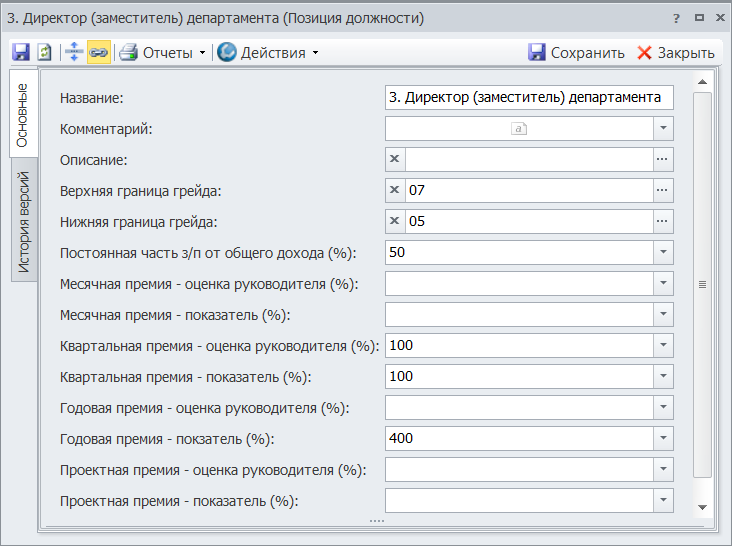 3. Директор (заместитель) департамента (Позиция должности)
Отчеты Действия Сохранить Закрыть
Основные
История версий
Название: 3. Директор (заместитель) департамента
Комментарий: a
Описание:
Верхняя граница грейда: 07
Нижняя граница грейда: 05
Постоянная часть з/п от общего дохода (%): 50
Месячная премия - оценка руководителя (%):
Месячная премия - показатель (%):
Квартальная премия - оценка руководителя (%): 100
Квартальная премия - показатель (%): 100
Годовая премия - оценка руководителя (%):
Годовая премия - покзатель (%): 400
Проектная премия - оценка руководителя (%):
Проектная премия - показатель (%):